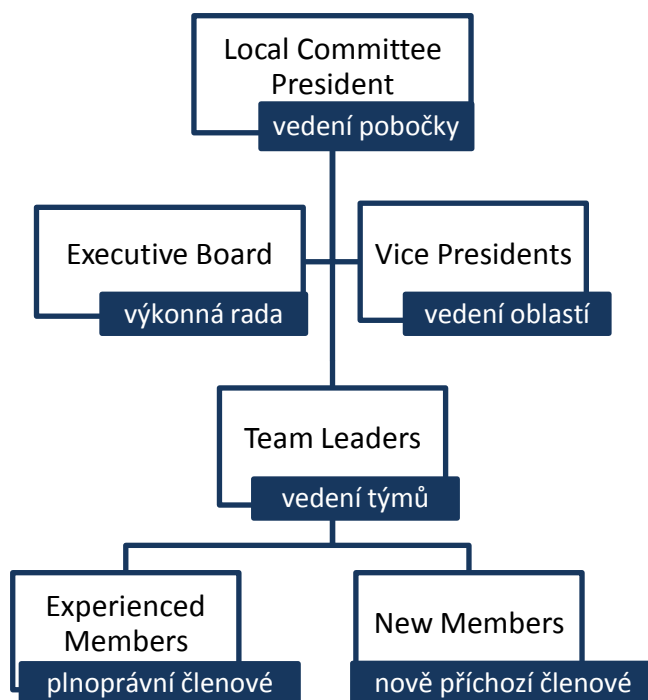 Local Committee
President
vedení pobočky
Executive Board
výkonná rada
Vice Presidents
vedení oblastí
Team Leaders
vedení týmů
Experienced
Members
plnoprávní členové
New Members
nově příchozí členové